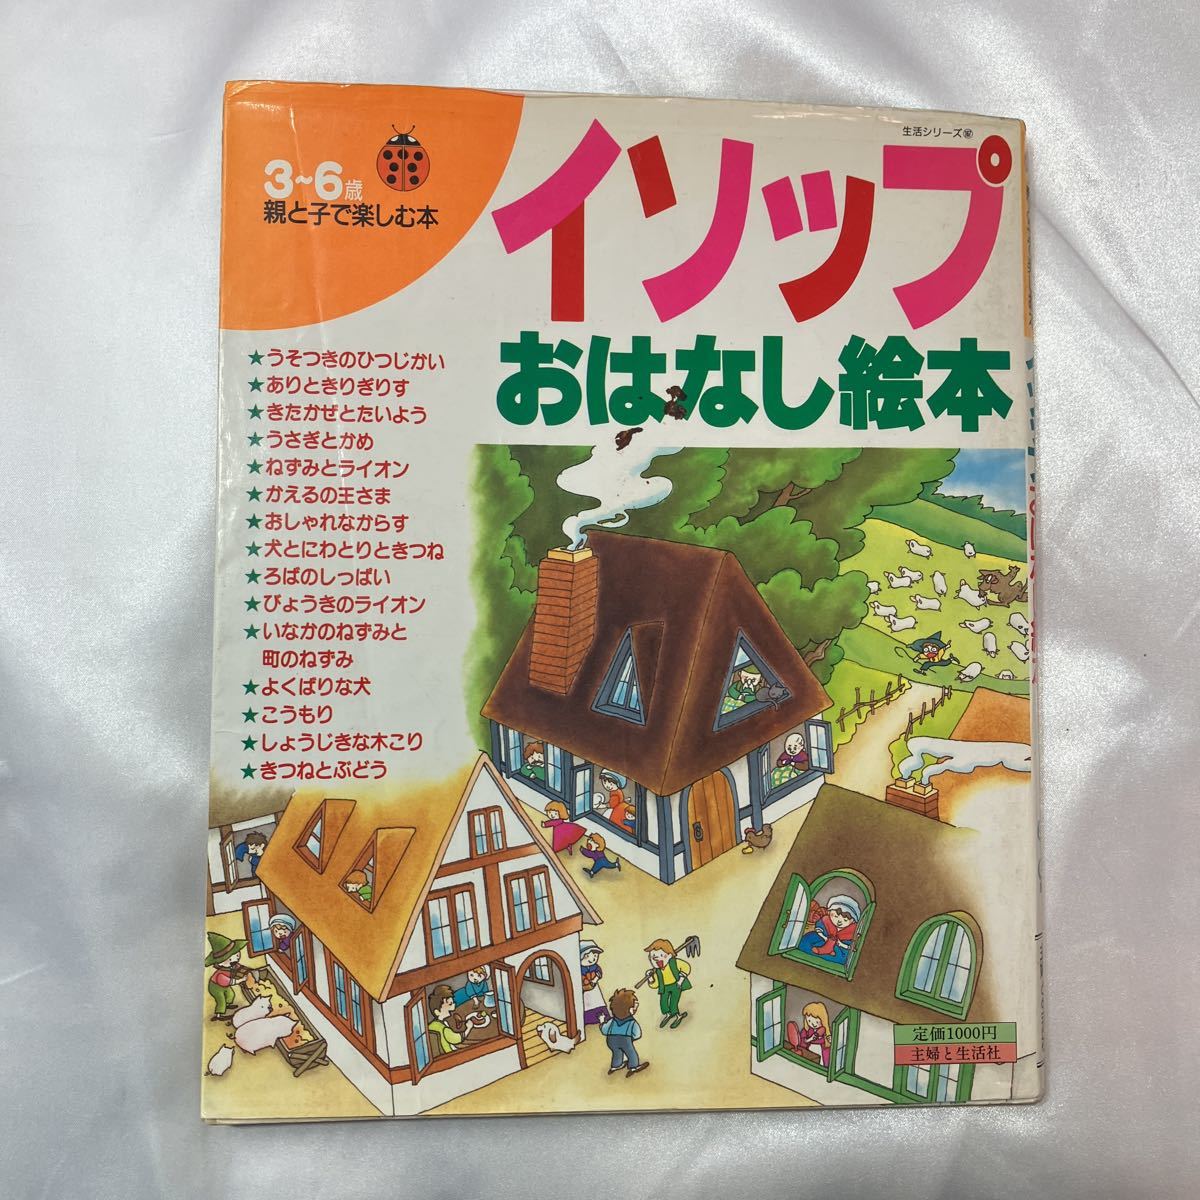 生活シリーズ
3~6歳
親と子で楽しむ本
イソップ
おはなし絵本
★うそつきのひつじかい
★ありときりぎりす
★きたかぜとたいよう
★うさぎとかめ
★ねずみとライオン
★かえるの王さま
★おしゃれなからす
★犬とにわとりときつね
★ろばのしっぱい
★びょうきのライオン
★いなかのねずみと
町のねずみ
★よくばりな犬
★こうもり
★しょうじきな木こり
★きつねとぶどう
定価1000円
主婦と生活社